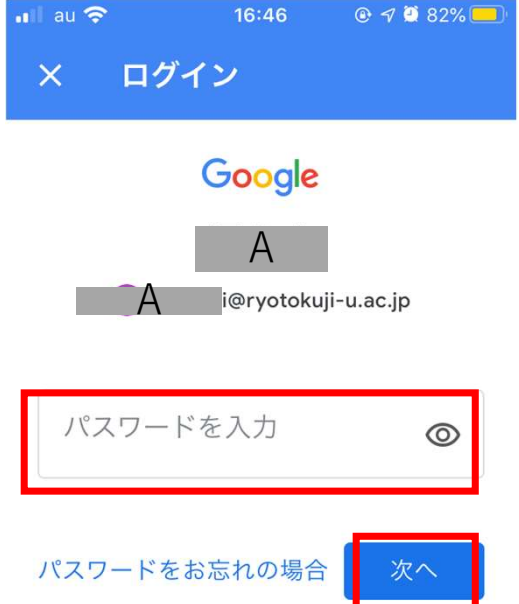 au 16:46 82%
× ログイン
Google
A
A i@ryotokuji-u.ac.jp
パスワードを入力
パスワードをお忘れの場合 次へ